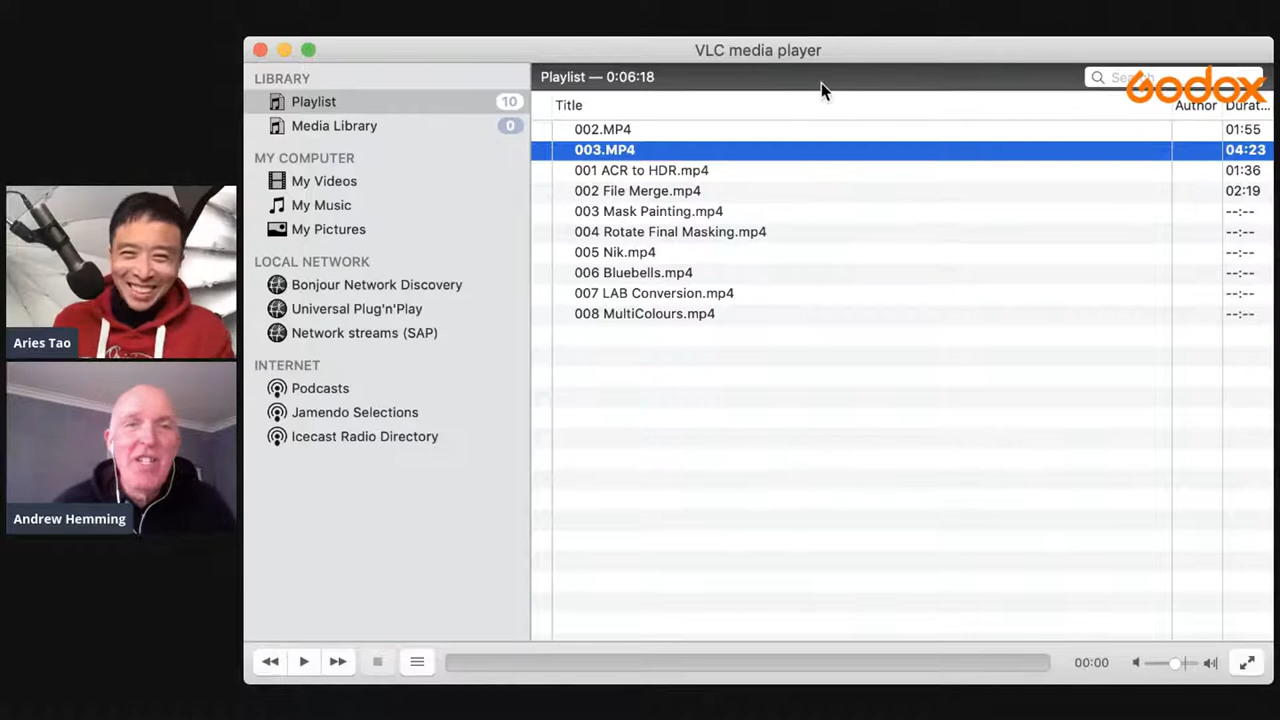 VLC media player
LIBRARY
Playlist 10
Media Library 0
MY COMPUTER
My Videos
My Music
My Pictures
LOCAL NETWORK
Bonjour Network Discovery
Universal Plug'n'Play
Network streams (SAP)
INTERNET
Podcasts
Jamendo Selections
Icecast Radio Directory
Playlist — 0:06:18
Godox
Title Author Durat...
002.MP4 01:55
003.MP4 04:23
001 ACR to HDR.mp4 01:36
002 File Merge.mp4 02:19
003 Mask Painting.mp4 --:--
004 Rotate Final Masking.mp4 --:--
005 Nik.mp4 --:--
006 Bluebells.mp4 --:--
007 LAB Conversion.mp4 --:--
008 MultiColours.mp4 --:--
00:00
Aries Tao
Andrew Hemming